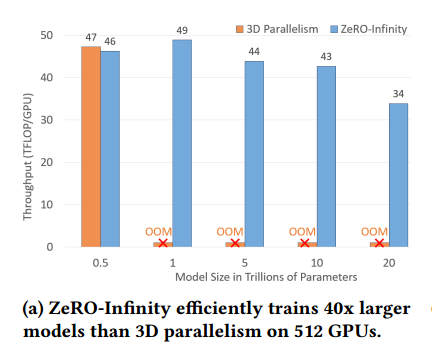 3D Parallelism ZeRO-Infinity
50
40
30
20
10
0
Throughput (TFLOP/GPU)
47 46 49 44 43 34
OOM OOM OOM OOM
0.5 1 5 10 20
Model Size in Trillions of Parameters
(a) ZeRO-Infinity efficiently trains 40x larger
models than 3D parallelism on 512 GPUs.